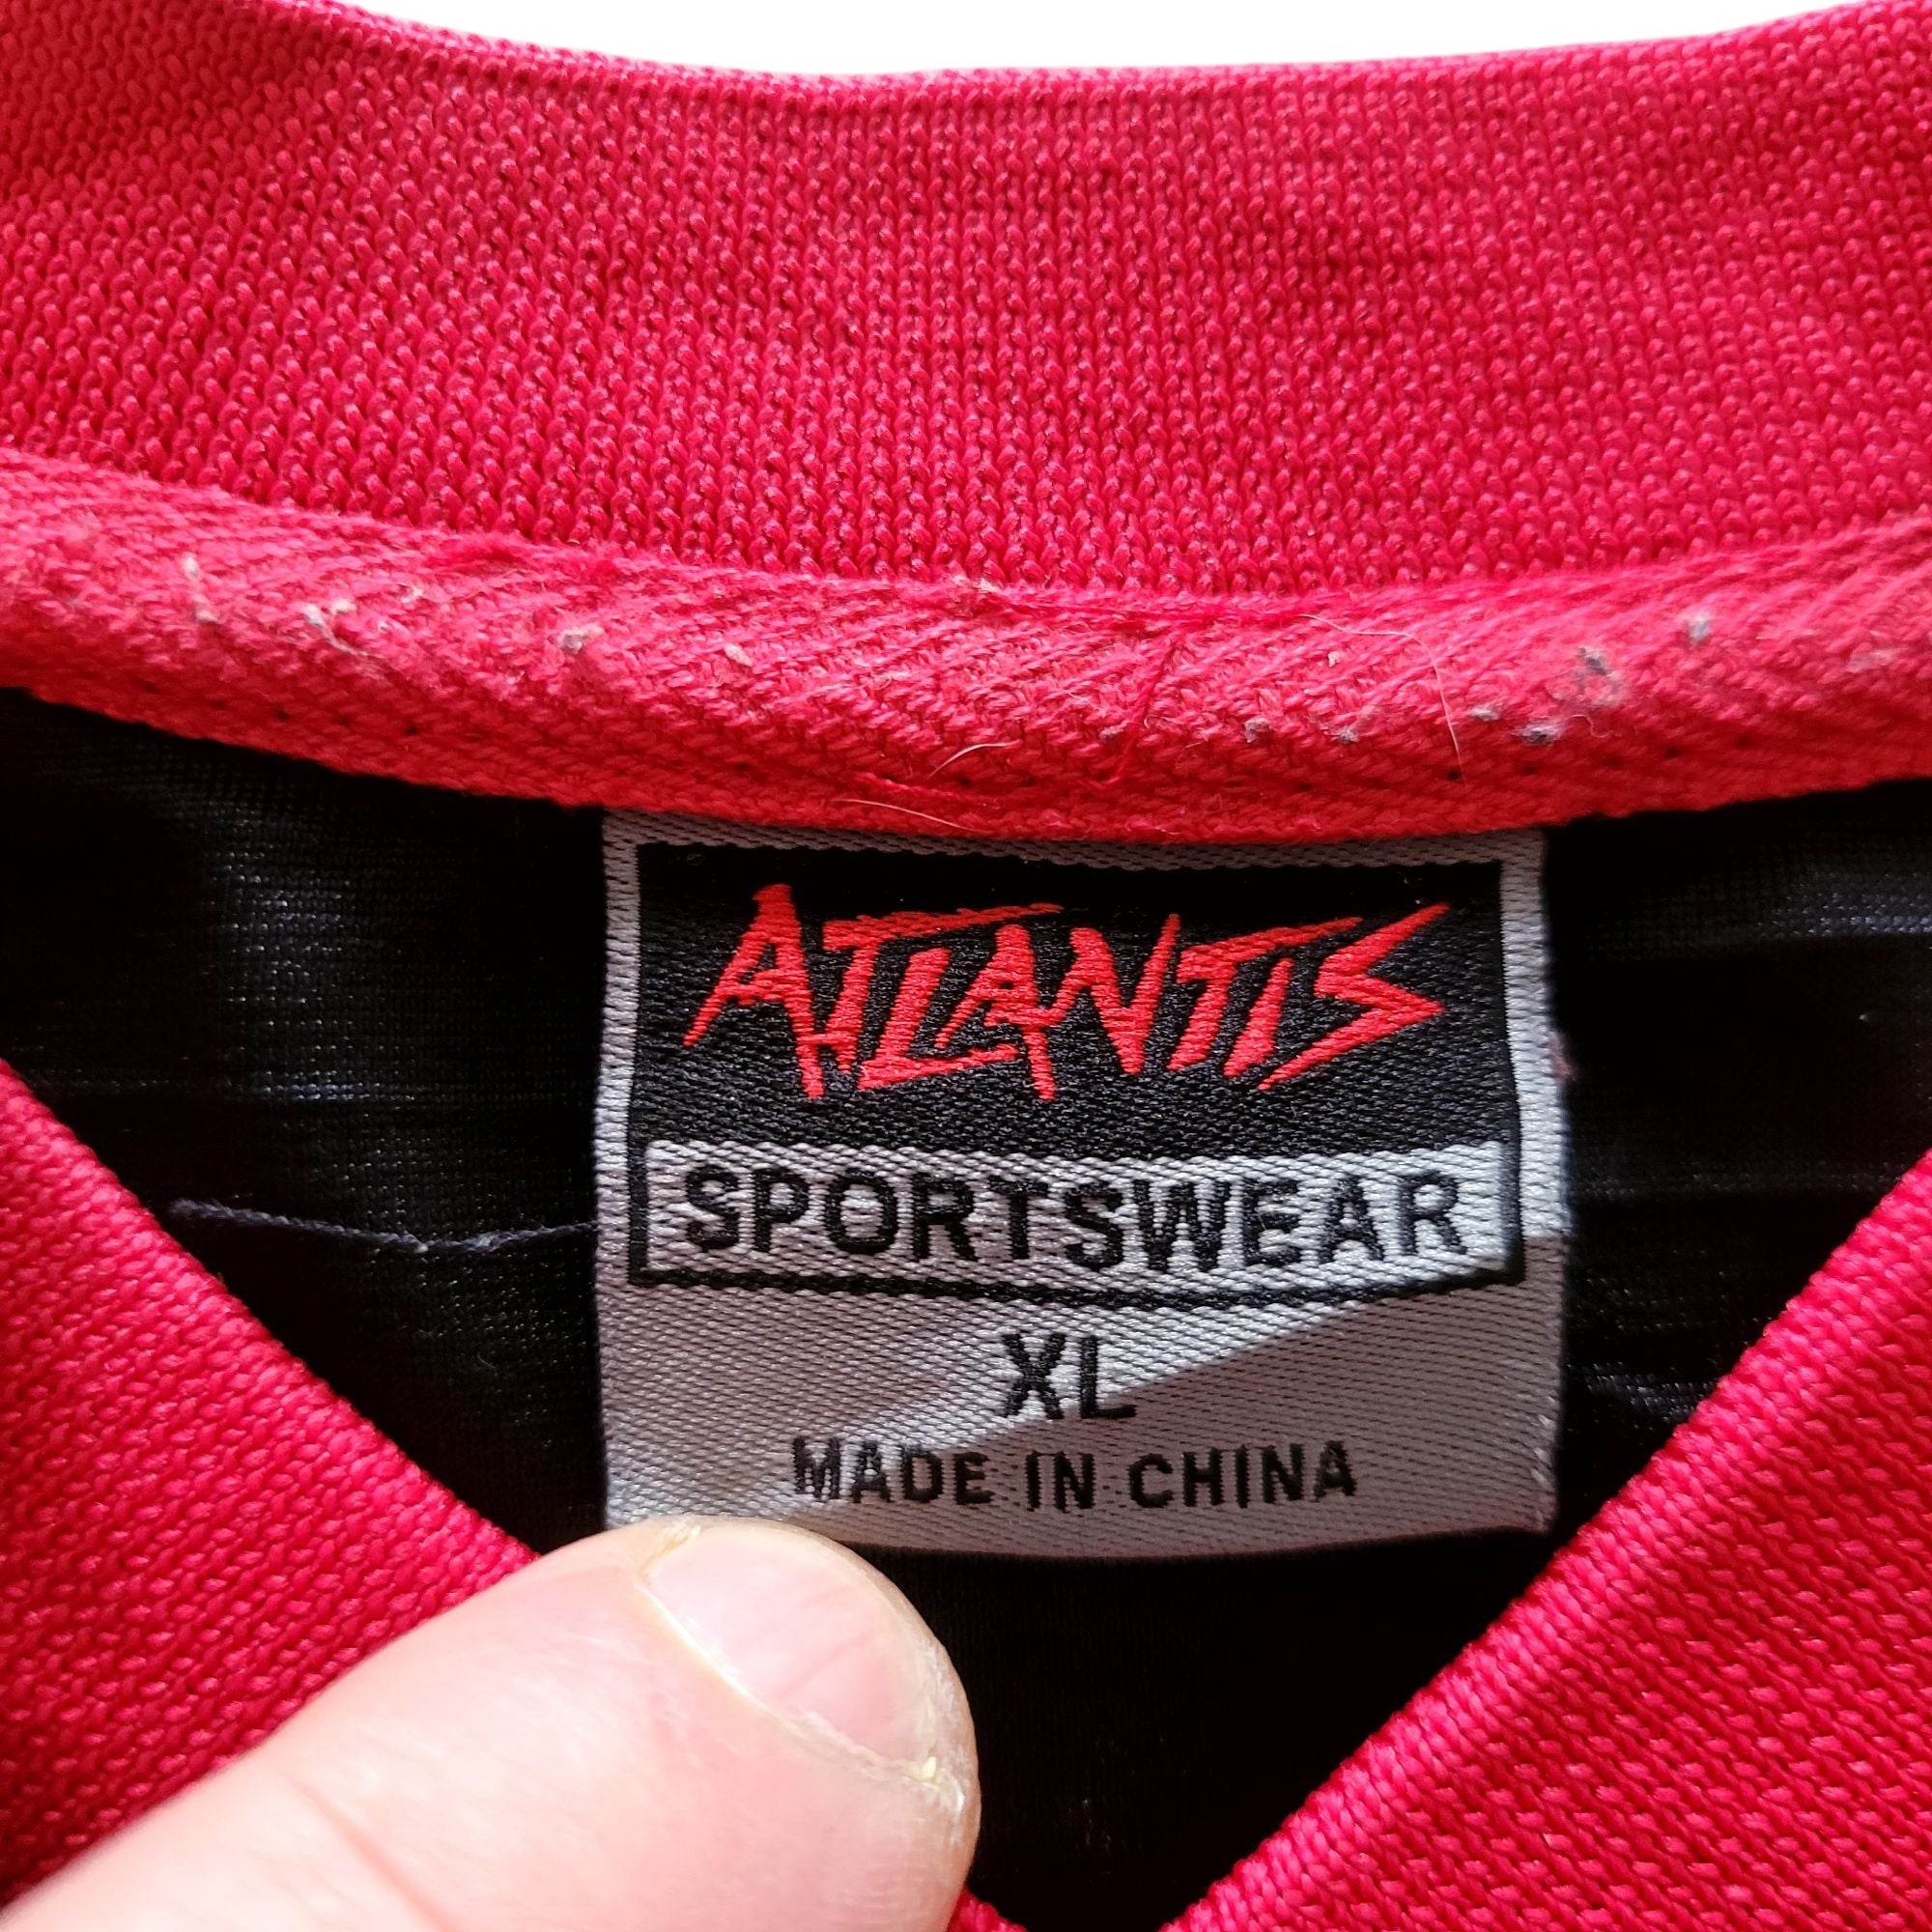 ATLANTIS
SPORTSWEAR
XL
MADE IN CHINA